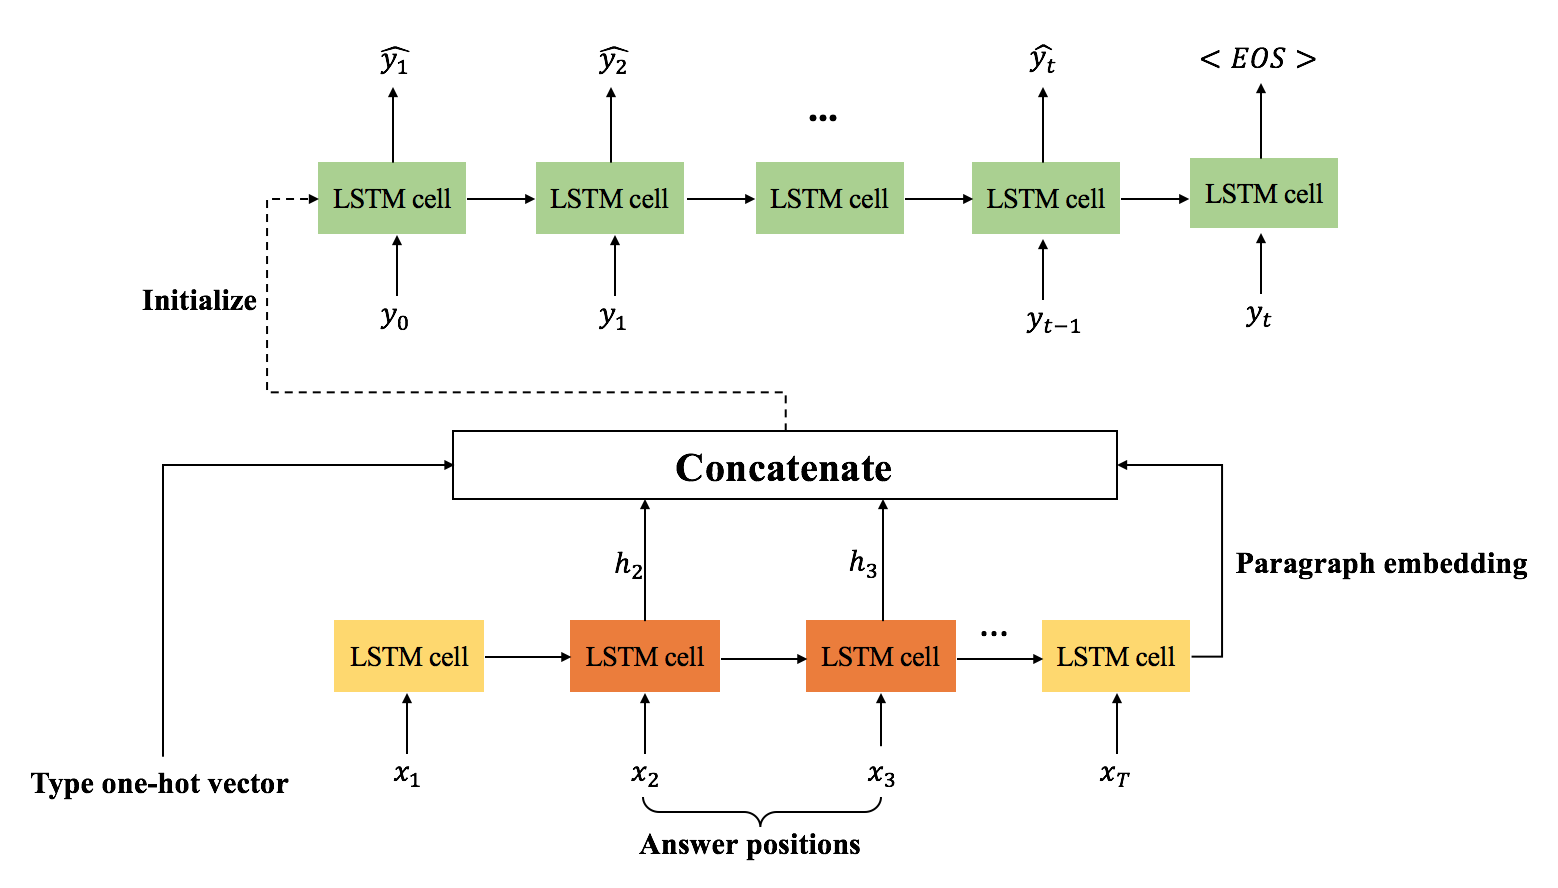 ŷ₁ ŷ₂ ŷₜ < EOS >
...
LSTM cell LSTM cell LSTM cell LSTM cell LSTM cell
Initialize
y₀ y₁ yₜ₋₁ yₜ
Concatenate
h₂ h₃
Paragraph embedding
...
LSTM cell LSTM cell LSTM cell LSTM cell
Type one-hot vector
x₁ x₂ x₃ x_T
Answer positions